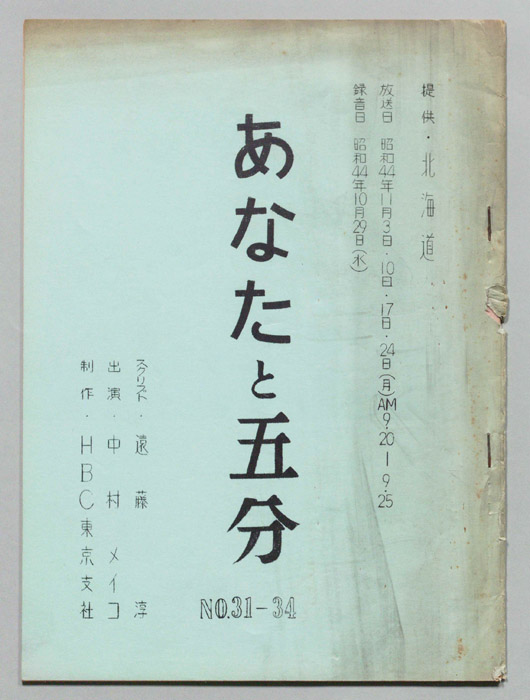 提供・北海道
放送日 昭和44年11月3日・10日・17日・24日(月)AM9.20-9.25
録音日 昭和44年10月29日(水)
あなたと五分
NO.31-34
スクリプト・遠藤 淳
出演・中村メイコ
制作・HBC東京支社